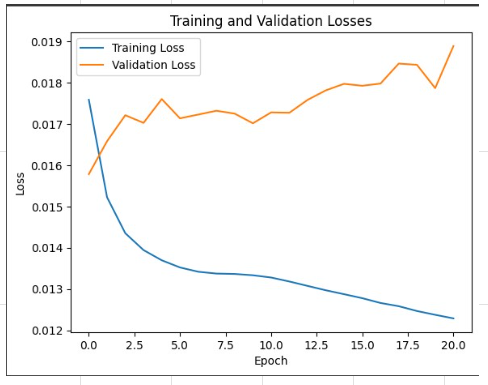 Training and Validation Losses
Training Loss
Validation Loss
0.019
0.018
0.017
0.016
0.015
0.014
0.013
0.012
Loss
0.0 2.5 5.0 7.5 10.0 12.5 15.0 17.5 20.0
Epoch